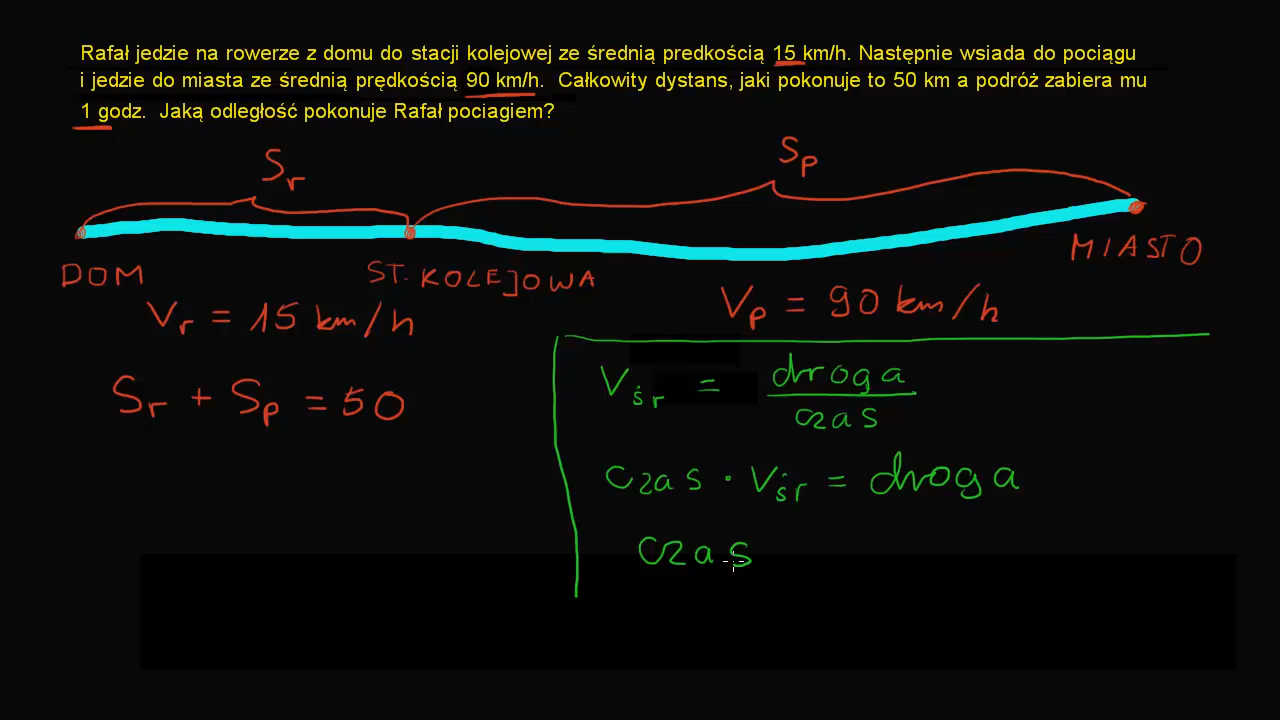 Rafał jedzie na rowerze z domu do stacji kolejowej ze średnią predkością 15 km/h. Następnie wsiada do pociągu
i jedzie do miasta ze średnią prędkością 90 km/h. Całkowity dystans, jaki pokonuje to 50 km a podróż zabiera mu
1 godz. Jaką odległość pokonuje Rafał pociagiem?
Sr
Sp
DOM
ST. KOLEJOWA
MIASTO
Vr = 15 km/h
Vp = 90 km/h
Sr + Sp = 50
Vśr = droga / czas
czas · Vśr = droga
czas